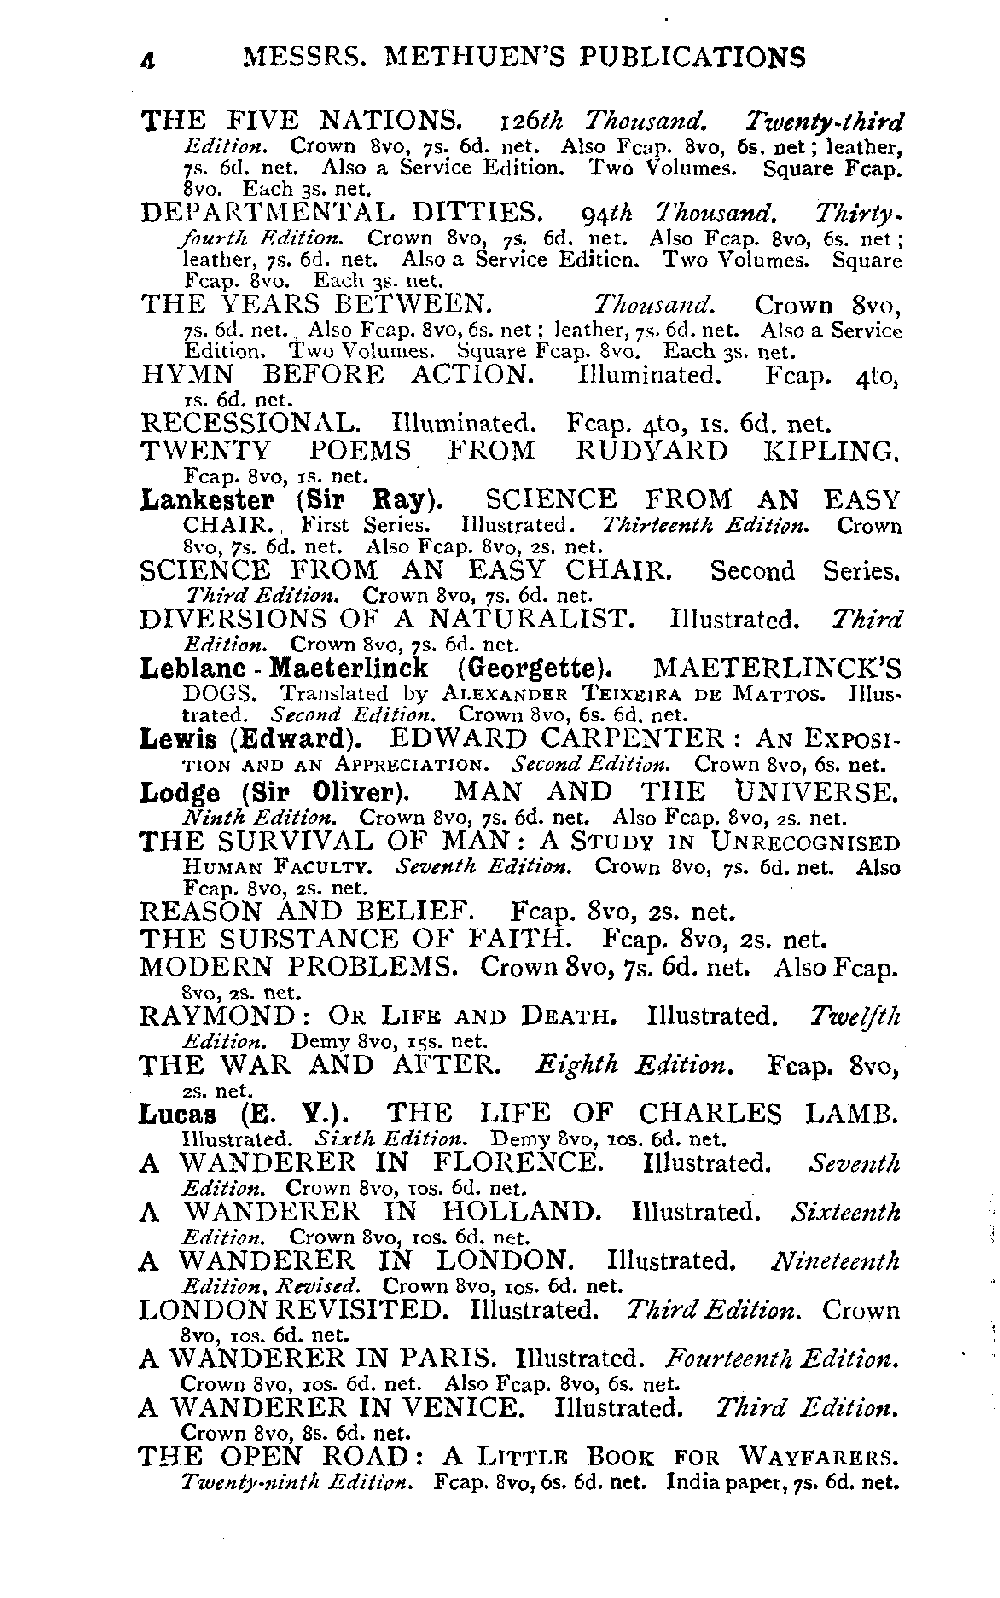 4 MESSRS. METHUEN'S PUBLICATIONS
THE FIVE NATIONS. 126th Thousand. Twenty-third
Edition. Crown 8vo, 7s. 6d. net. Also Fcap. 8vo, 6s. net; leather,
7s. 6d. net. Also a Service Edition. Two Volumes. Square Fcap.
8vo. Each 3s. net.
DEPARTMENTAL DITTIES. 94th Thousand. Thirty-
fourth Edition. Crown 8vo, 7s. 6d. net. Also Fcap. 8vo, 6s. net;
leather, 7s. 6d. net. Also a Service Edition. Two Volumes. Square
Fcap. 8vo. Each 3s. net.
THE YEARS BETWEEN. Thousand. Crown 8vo,
7s. 6d. net. Also Fcap. 8vo, 6s. net; leather, 7s. 6d. net. Also a Service
Edition. Two Volumes. Square Fcap. 8vo. Each 3s. net.
HYMN BEFORE ACTION. Illuminated. Fcap. 4to,
1s. 6d. net.
RECESSIONAL. Illuminated. Fcap. 4to, 1s. 6d. net.
TWENTY POEMS FROM RUDYARD KIPLING.
Fcap. 8vo, 1s. net.
Lankester (Sir Ray). SCIENCE FROM AN EASY
CHAIR. First Series. Illustrated. Thirteenth Edition. Crown
8vo, 7s. 6d. net. Also Fcap. 8vo, 2s. net.
SCIENCE FROM AN EASY CHAIR. Second Series.
Third Edition. Crown 8vo, 7s. 6d. net.
DIVERSIONS OF A NATURALIST. Illustrated. Third
Edition. Crown 8vo, 7s. 6d. net.
Leblanc-Maeterlinck (Georgette). MAETERLINCK'S
DOGS. Translated by ALEXANDER TEIXEIRA DE MATTOS. Illus-
trated. Second Edition. Crown 8vo, 6s. 6d. net.
Lewis (Edward). EDWARD CARPENTER: AN EXPOSI-
TION AND AN APPRECIATION. Second Edition. Crown 8vo, 6s. net.
Lodge (Sir Oliver). MAN AND THE UNIVERSE.
Ninth Edition. Crown 8vo, 7s. 6d. net. Also Fcap. 8vo, 2s. net.
THE SURVIVAL OF MAN: A STUDY IN UNRECOGNISED
HUMAN FACULTY. Seventh Edition. Crown 8vo, 7s. 6d. net. Also
Fcap. 8vo, 2s. net.
REASON AND BELIEF. Fcap. 8vo, 2s. net.
THE SUBSTANCE OF FAITH. Fcap. 8vo, 2s. net.
MODERN PROBLEMS. Crown 8vo, 7s. 6d. net. Also Fcap.
8vo, 2s. net.
RAYMOND: OR LIFE AND DEATH. Illustrated. Twelfth
Edition. Demy 8vo, 15s. net.
THE WAR AND AFTER. Eighth Edition. Fcap. 8vo,
2s. net.
Lucas (E. Y.). THE LIFE OF CHARLES LAMB.
Illustrated. Sixth Edition. Demy 8vo, 10s. 6d. net.
A WANDERER IN FLORENCE. Illustrated. Seventh
Edition. Crown 8vo, 10s. 6d. net.
A WANDERER IN HOLLAND. Illustrated. Sixteenth
Edition. Crown 8vo, 10s. 6d. net.
A WANDERER IN LONDON. Illustrated. Nineteenth
Edition, Revised. Crown 8vo, 10s. 6d. net.
LONDON REVISITED. Illustrated. Third Edition. Crown
8vo, 10s. 6d. net.
A WANDERER IN PARIS. Illustrated. Fourteenth Edition.
Crown 8vo, 10s. 6d. net. Also Fcap. 8vo, 6s. net.
A WANDERER IN VENICE. Illustrated. Third Edition.
Crown 8vo, 8s. 6d. net.
THE OPEN ROAD: A LITTLE BOOK FOR WAYFARERS.
Twenty-ninth Edition. Fcap. 8vo, 6s. 6d. net. India paper, 7s. 6d. net.